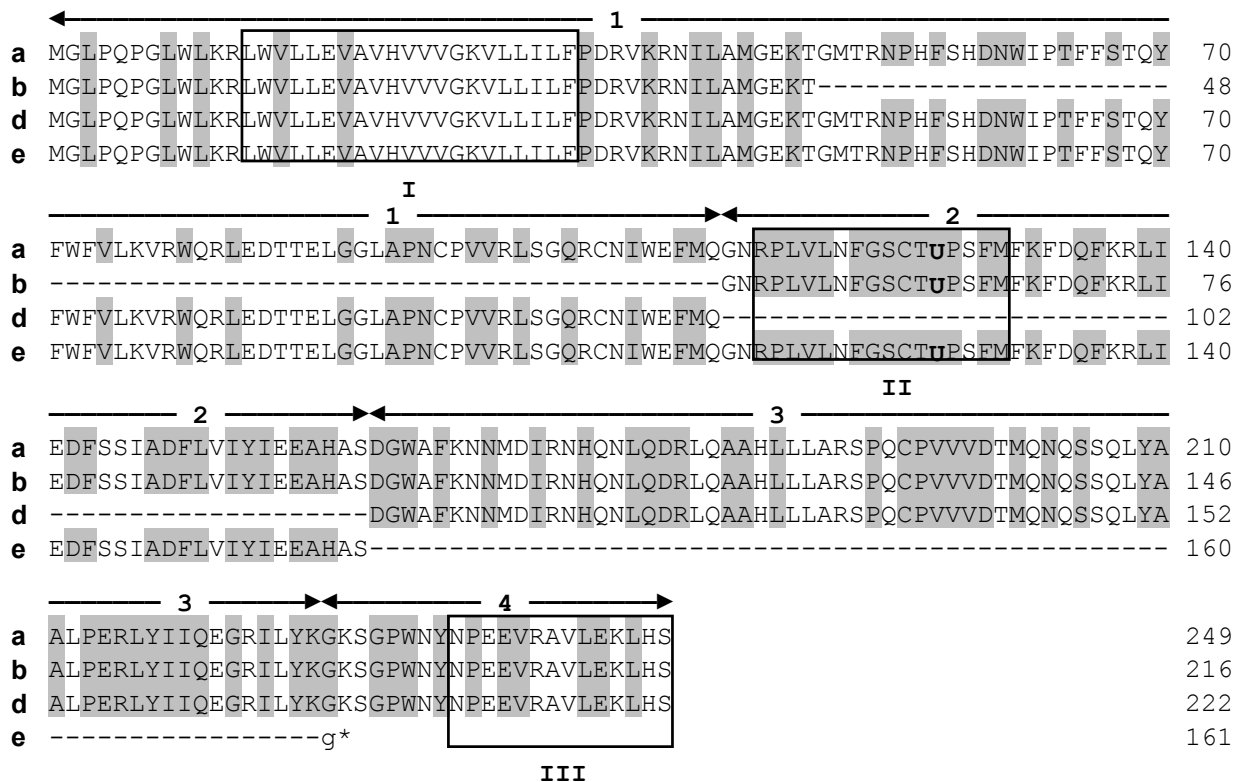 1
a MGLPQPGLWLKRLWVLLEVAVHVVVGKVLLILFPDRVKRNILAMGEKTGMTRNPHFSHDNWIPTFFSTQY 70
b MGLPQPGLWLKRLWVLLEVAVHVVVGKVLLILFPDRVKRNILAMGEKT---------------------- 48
d MGLPQPGLWLKRLWVLLEVAVHVVVGKVLLILFPDRVKRNILAMGEKTGMTRNPHFSHDNWIPTFFSTQY 70
e MGLPQPGLWLKRLWVLLEVAVHVVVGKVLLILFPDRVKRNILAMGEKTGMTRNPHFSHDNWIPTFFSTQY 70
I
1 2
a FWFVLKVRWQRLEDTTELGGLAPNCPVVRLSGQRCNIWEFMQGNRPLVLNFGSCTUPSFMFKFDQFKRLI 140
b ------------------------------------------GNRPLVLNFGSCTUPSFMFKFDQFKRLI 76
d FWFVLKVRWQRLEDTTELGGLAPNCPVVRLSGQRCNIWEFMQ---------------------------- 102
e FWFVLKVRWQRLEDTTELGGLAPNCPVVRLSGQRCNIWEFMQGNRPLVLNFGSCTUPSFMFKFDQFKRLI 140
II
2 3
a EDFSSIADFLVIYIEEAHASDGWAFKNNMDIRNHQNLQDRLQAAHLLLARSPQCPVVVDTMQNQSSQLYA 210
b EDFSSIADFLVIYIEEAHASDGWAFKNNMDIRNHQNLQDRLQAAHLLLARSPQCPVVVDTMQNQSSQLYA 146
d --------------------DGWAFKNNMDIRNHQNLQDRLQAAHLLLARSPQCPVVVDTMQNQSSQLYA 152
e EDFSSIADFLVIYIEEAHAS-------------------------------------------------- 160
3 4
a ALPERLYIIQEGRILYKGKSGPWNYNPEEVRAVLEKLHS 249
b ALPERLYIIQEGRILYKGKSGPWNYNPEEVRAVLEKLHS 216
d ALPERLYIIQEGRILYKGKSGPWNYNPEEVRAVLEKLHS 222
e -----------------g* 161
III